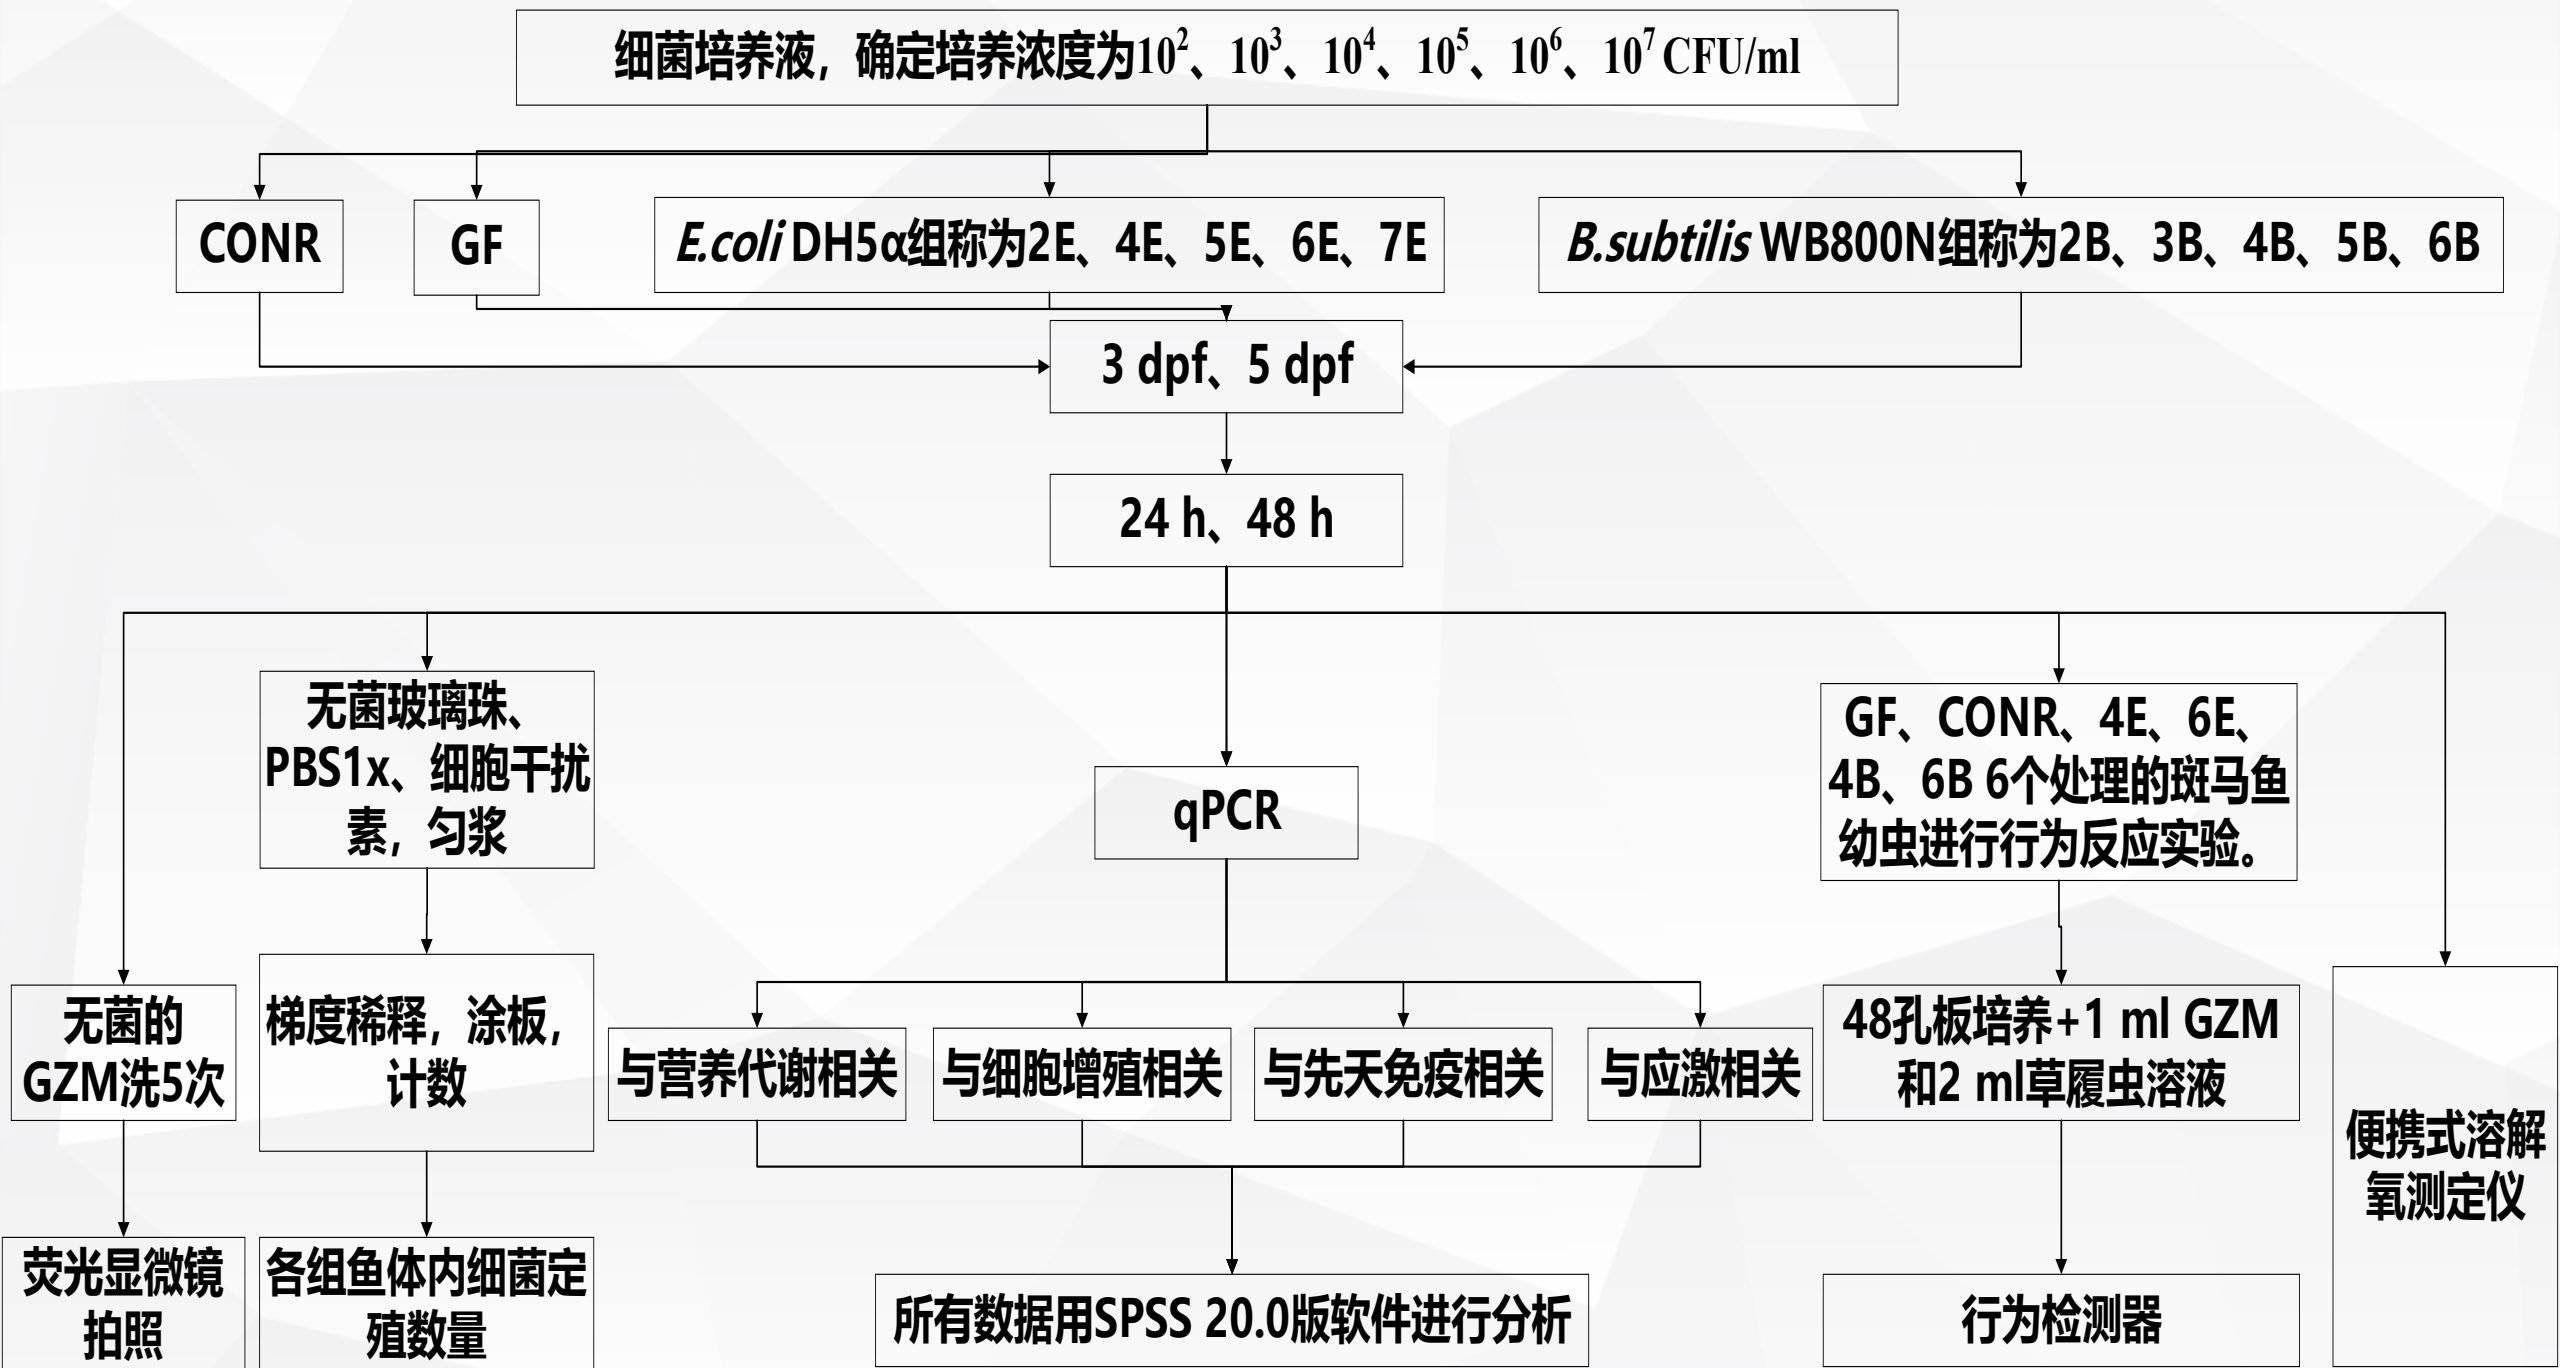 细菌培养液，确定培养浓度为10²、10³、10⁴、10⁵、10⁶、10⁷ CFU/ml
CONR
GF
E.coli DH5α组称为2E、4E、5E、6E、7E
B.subtilis WB800N组称为2B、3B、4B、5B、6B
3 dpf、5 dpf
24 h、48 h
无菌玻璃珠、
PBS1x、细胞干扰
素，匀浆
qPCR
GF、CONR、4E、6E、
4B、6B 6个处理的斑马鱼
幼虫进行行为反应实验。
无菌的
GZM洗5次
梯度稀释，涂板，
计数
与营养代谢相关
与细胞增殖相关
与先天免疫相关
与应激相关
48孔板培养+1 ml GZM
和2 ml草履虫溶液
便携式溶解
氧测定仪
荧光显微镜
拍照
各组鱼体内细菌定
殖数量
所有数据用SPSS 20.0版软件进行分析
行为检测器